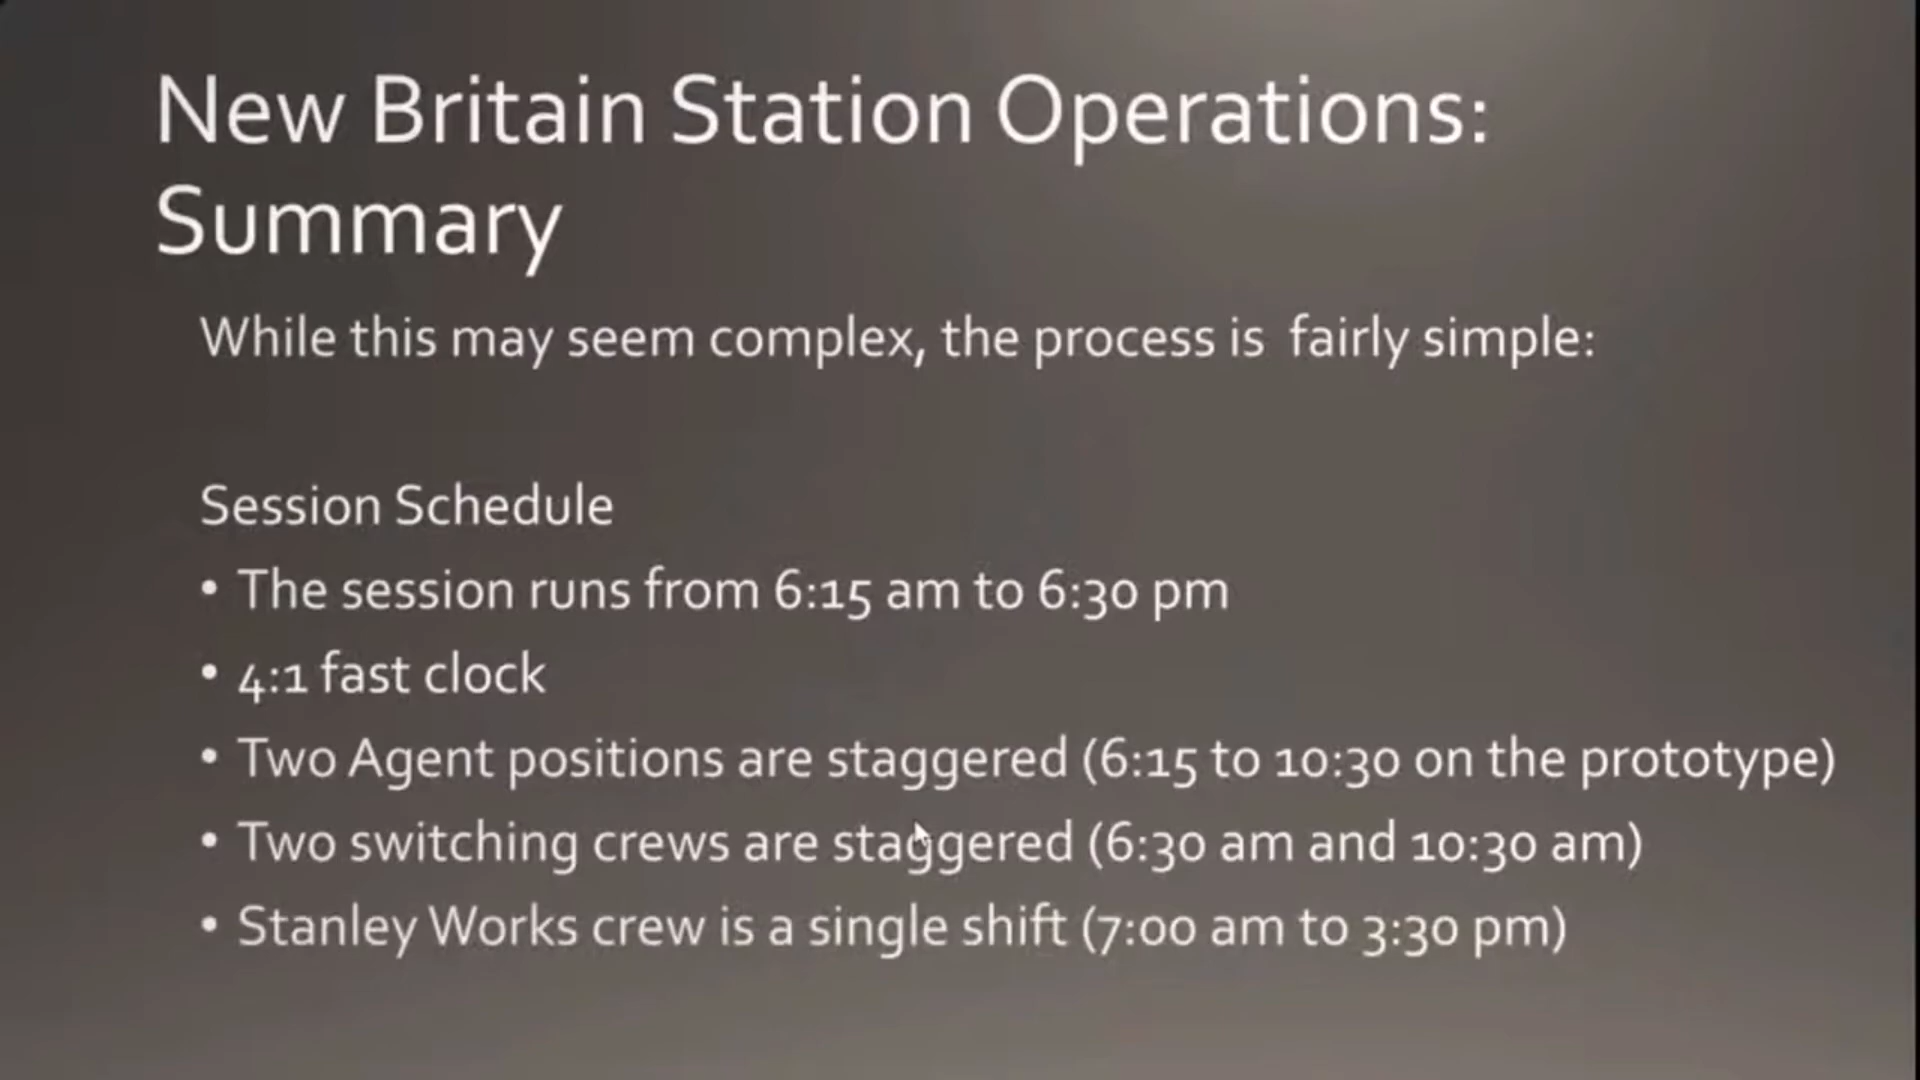 New Britain Station Operations:
Summary
While this may seem complex, the process is fairly simple:
Session Schedule
• The session runs from 6:15 am to 6:30 pm
• 4:1 fast clock
• Two Agent positions are staggered (6:15 to 10:30 on the prototype)
• Two switching crews are staggered (6:30 am and 10:30 am)
• Stanley Works crew is a single shift (7:00 am to 3:30 pm)